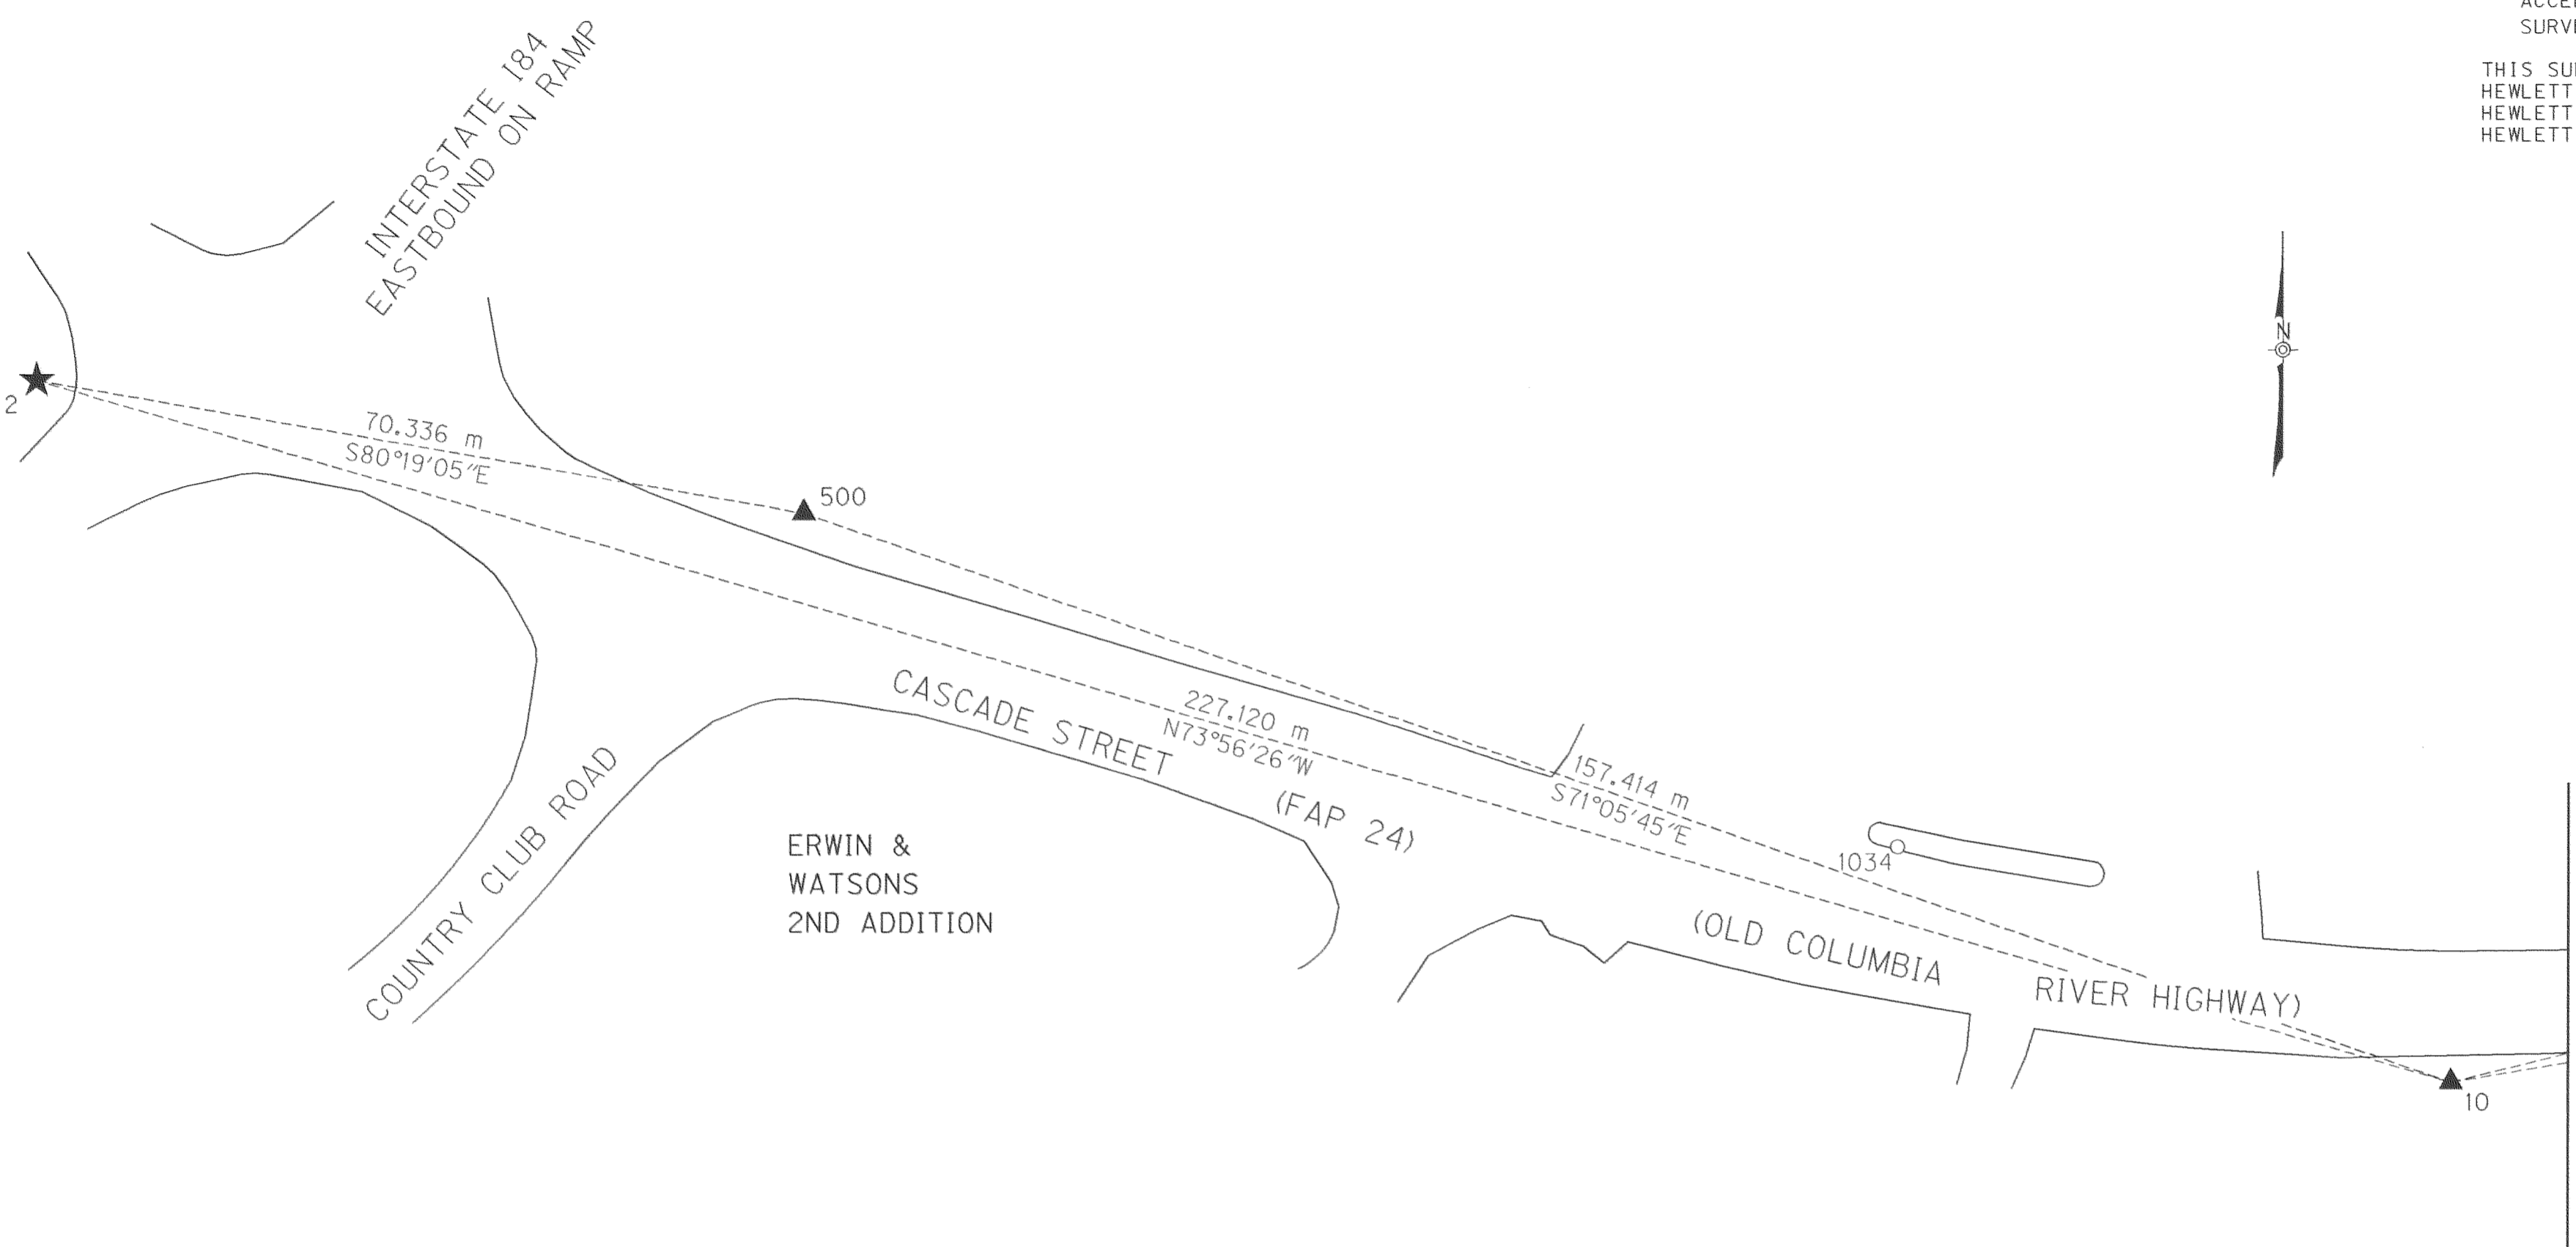 SURV
THIS SU
HEWLETT
HEWLETT
HEWLETT
INTERSTATE I84
EASTBOUND ON RAMP
N
2
70.336 m
S80°19'05"E
500
CASCADE STREET
227.120 m
N73°56'26"W
(FAP 24)
157.414 m
S71°05'45"E
1034
COUNTRY CLUB ROAD
ERWIN &
WATSONS
2ND ADDITION
(OLD COLUMBIA
RIVER HIGHWAY)
10